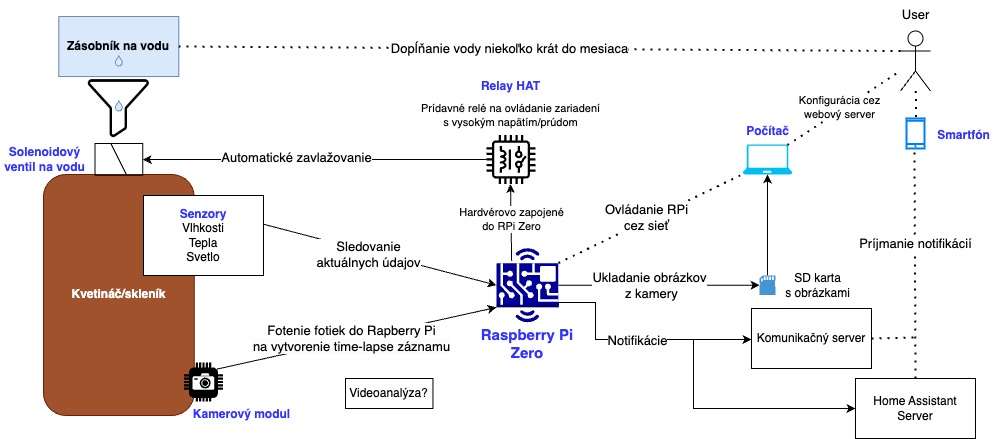 User
Zásobník na vodu
Dopĺňanie vody niekoľko krát do mesiaca
Relay HAT
Prídavné relé na ovládanie zariadení
s vysokým napätím/prúdom
Konfigurácia cez
webový server
Počítač
Smartfón
Solenoidový
ventil na vodu
Automatické zavlažovanie
Senzory
Vlhkosti
Tepla
Svetlo
Hardvérovo zapojené
do RPi Zero
Ovládanie RPi
cez sieť
Sledovanie
aktuálnych údajov
Príjmanie notifikácií
Ukladanie obrázkov
z kamery
SD karta
s obrázkami
Kvetináč/skleník
Fotenie fotiek do Rapberry Pi
na vytvorenie time-lapse záznamu
Raspberry Pi
Zero
Notifikácie
Komunikačný server
Videoanalýza?
Kamerový modul
Home Assistant
Server